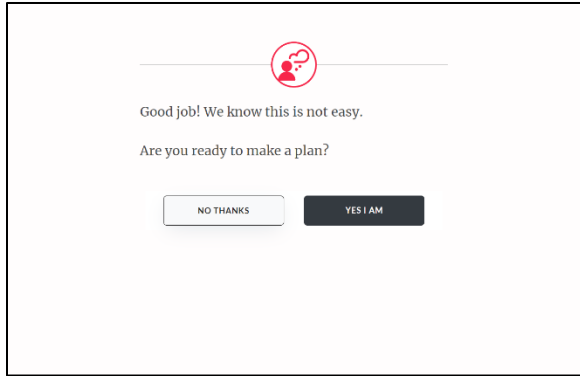 Good job! We know this is not easy.
Are you ready to make a plan?
NO THANKS
YES I AM